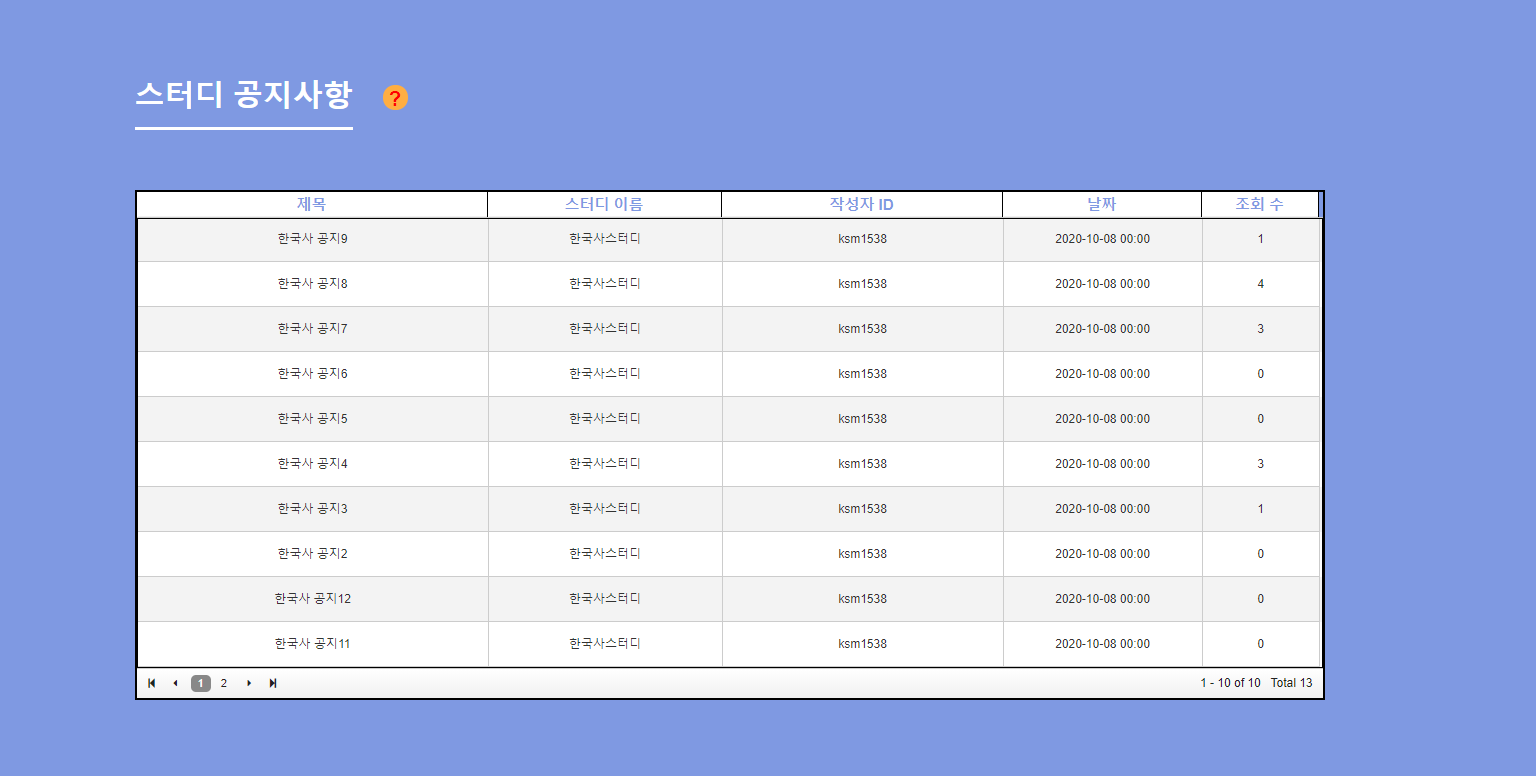 스터디 공지사항 ?
제목 스터디 이름 작성자 ID 날짜 조회 수
한국사 공지9 한국사스터디 ksm1538 2020-10-08 00:00 1
한국사 공지8 한국사스터디 ksm1538 2020-10-08 00:00 4
한국사 공지7 한국사스터디 ksm1538 2020-10-08 00:00 3
한국사 공지6 한국사스터디 ksm1538 2020-10-08 00:00 0
한국사 공지5 한국사스터디 ksm1538 2020-10-08 00:00 0
한국사 공지4 한국사스터디 ksm1538 2020-10-08 00:00 3
한국사 공지3 한국사스터디 ksm1538 2020-10-08 00:00 1
한국사 공지2 한국사스터디 ksm1538 2020-10-08 00:00 0
한국사 공지12 한국사스터디 ksm1538 2020-10-08 00:00 0
한국사 공지11 한국사스터디 ksm1538 2020-10-08 00:00 0
1 2 1 - 10 of 10 Total 13